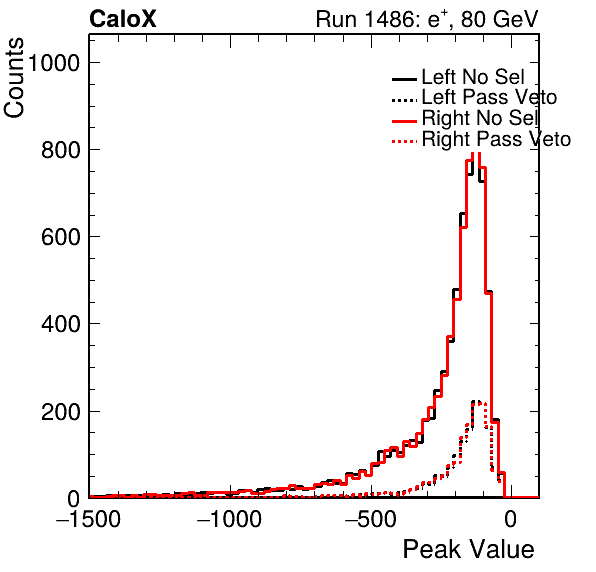 CaloX Run 1486: e⁺, 80 GeV
Counts
1000
800
600
400
200
0
Left No Sel
Left Pass Veto
Right No Sel
Right Pass Veto
−1500 −1000 −500 0
Peak Value